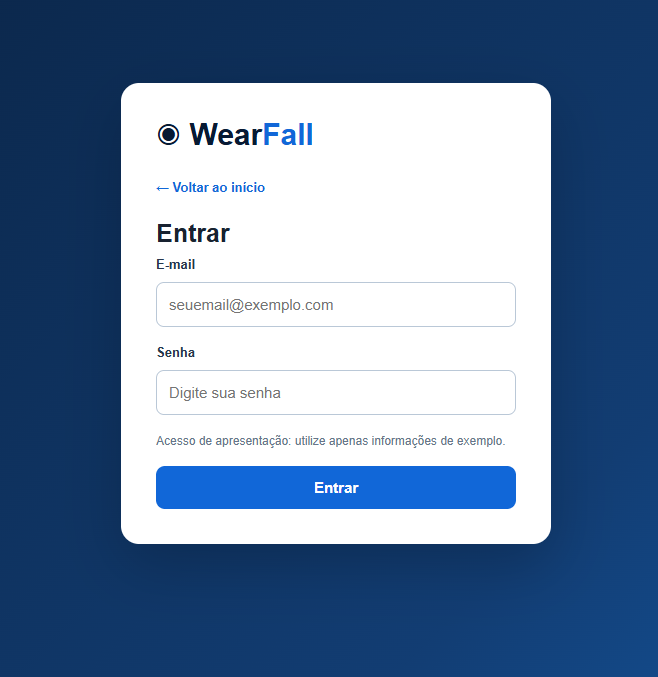 ◉ WearFall
← Voltar ao início
Entrar
E-mail
seuemail@exemplo.com
Senha
Digite sua senha
Acesso de apresentação: utilize apenas informações de exemplo.
Entrar